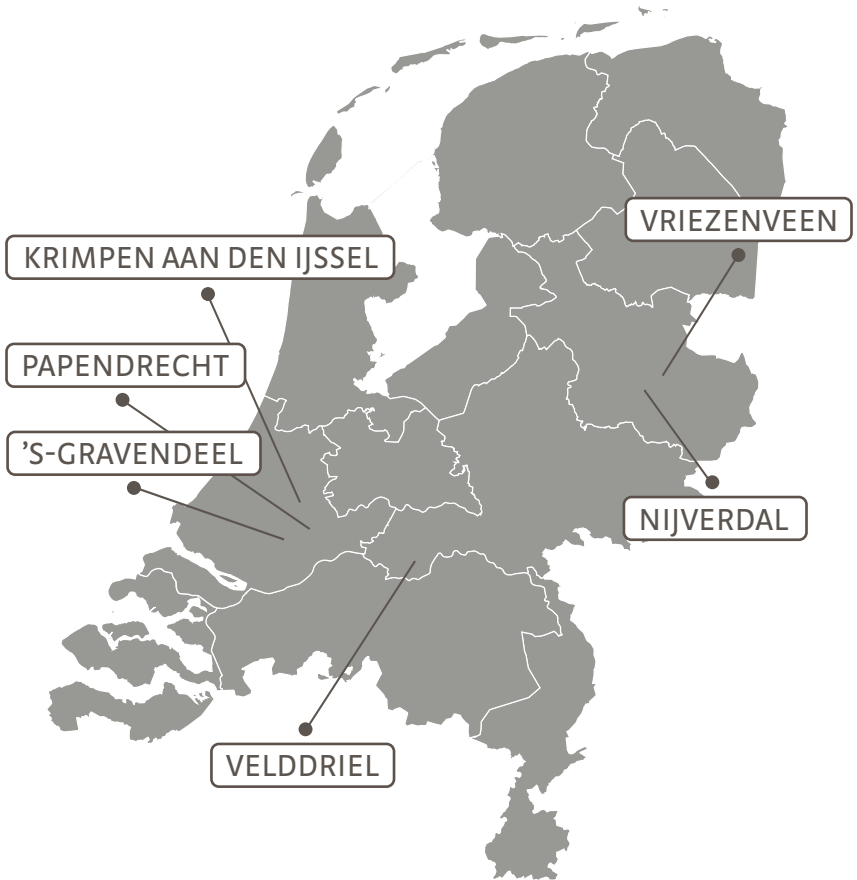 VRIEZENVEEN
KRIMPEN AAN DEN IJSSEL
PAPENDRECHT
’S-GRAVENDEEL
NIJVERDAL
VELDDRIEL